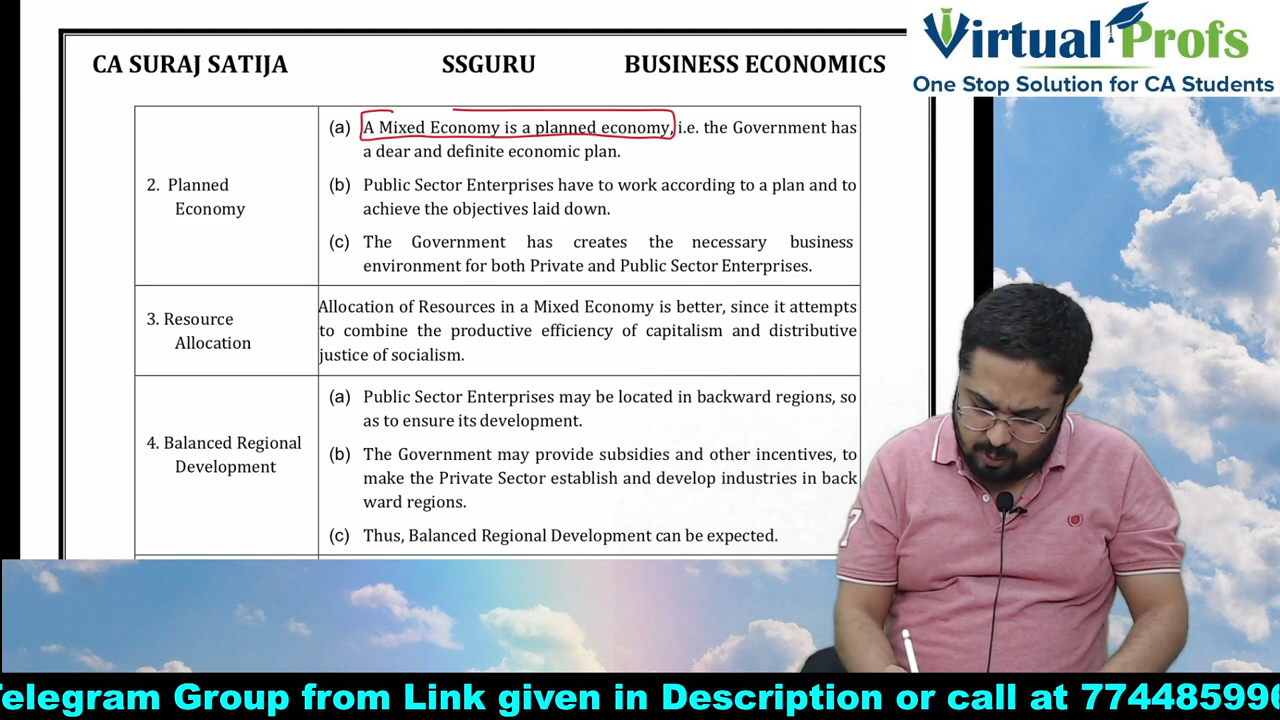 CA SURAJ SATIJA SSGURU BUSINESS ECONOMICS
Virtual Profs
One Stop Solution for CA Students
2. Planned
Economy
(a) A Mixed Economy is a planned economy, i.e. the Government has
a dear and definite economic plan.
(b) Public Sector Enterprises have to work according to a plan and to
achieve the objectives laid down.
(c) The Government has creates the necessary business
environment for both Private and Public Sector Enterprises.
3. Resource
Allocation
Allocation of Resources in a Mixed Economy is better, since it attempts
to combine the productive efficiency of capitalism and distributive
justice of socialism.
4. Balanced Regional
Development
(a) Public Sector Enterprises may be located in backward regions, so
as to ensure its development.
(b) The Government may provide subsidies and other incentives, to
make the Private Sector establish and develop industries in back
ward regions.
(c) Thus, Balanced Regional Development can be expected.
7
Telegram Group from Link given in Description or call at 774485990